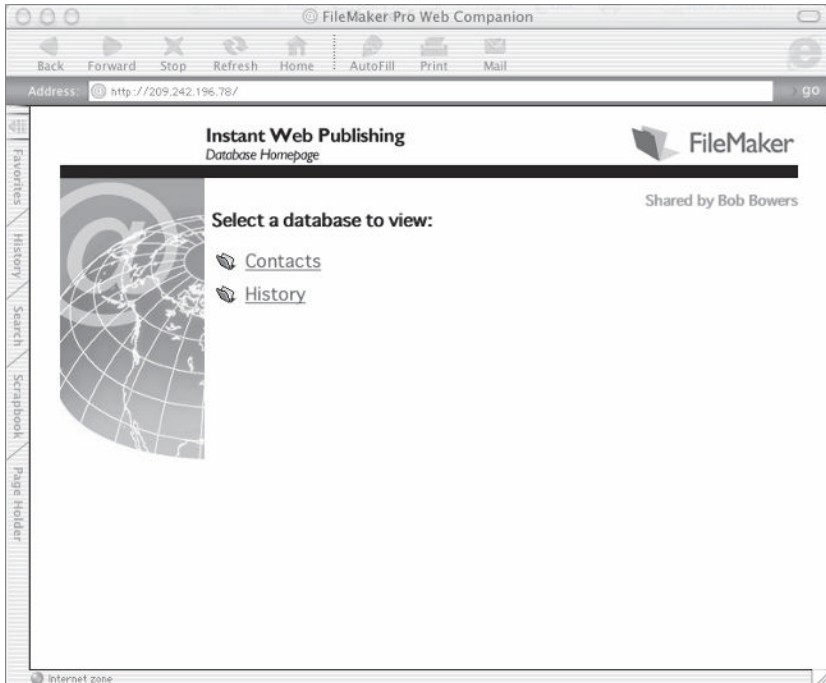 FileMaker Pro Web Companion
Back Forward Stop Refresh Home AutoFill Print Mail
Address: http://209.242.196.78/ go
Favorites
History
Search
Scrapbook
Page Holder
Instant Web Publishing
Database Homepage
FileMaker
Shared by Bob Bowers
Select a database to view:
Contacts
History
Internet zone